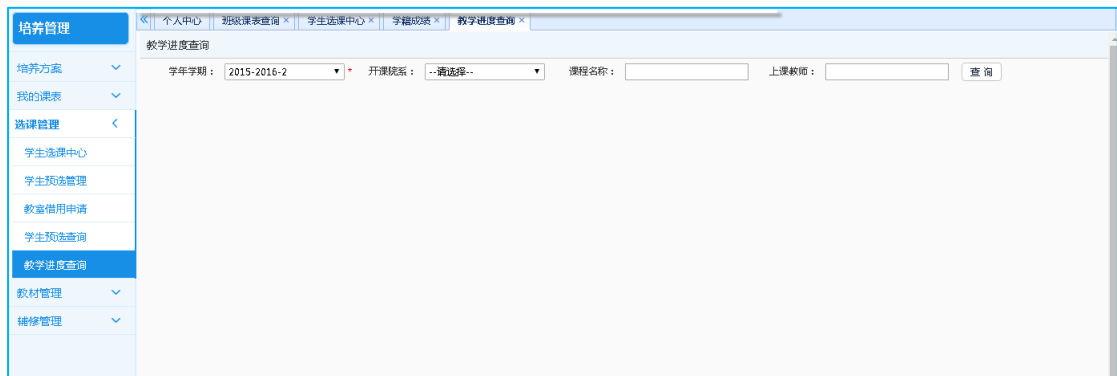 培养管理
个人中心 班级课表查询 × 学生选课中心 × 学籍成绩 × 教学进度查询 ×
教学进度查询
学年学期： 2015-2016-2 * 开课院系： --请选择-- 课程名称： 上课教师： 查 询
培养方案
我的课表
选课管理
学生选课中心
学生预选管理
教室借用申请
学生预选查询
教学进度查询
教材管理
辅修管理